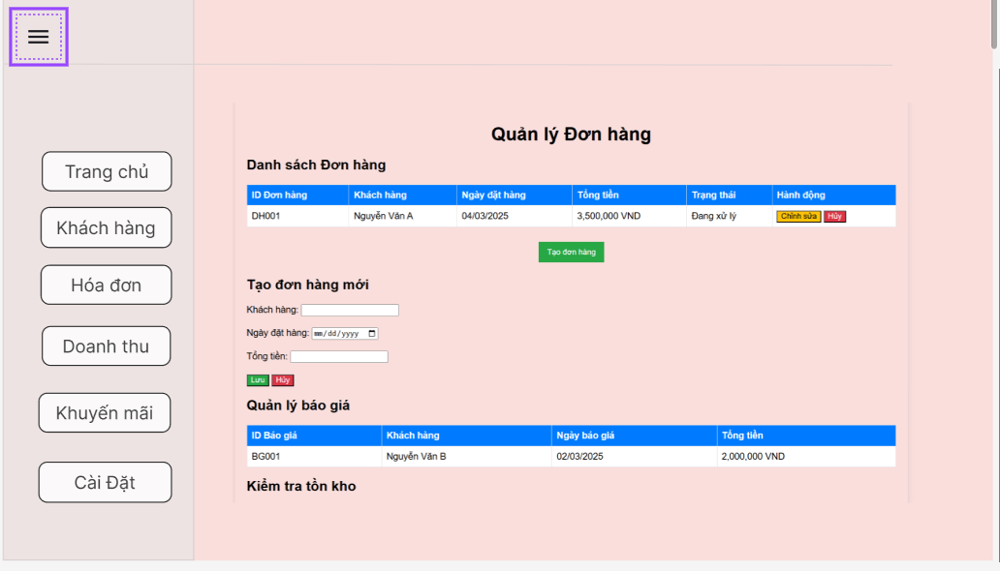 Trang chủ
Khách hàng
Hóa đơn
Doanh thu
Khuyến mãi
Cài Đặt
Quản lý Đơn hàng
Danh sách Đơn hàng
ID Đơn hàng Khách hàng Ngày đặt hàng Tổng tiền Trạng thái Hành động
DH001 Nguyễn Văn A 04/03/2025 3,500,000 VND Đang xử lý Chỉnh sửa Hủy
Tạo đơn hàng
Tạo đơn hàng mới
Khách hàng:
Ngày đặt hàng: mm/dd/yyyy
Tổng tiền:
Lưu Hủy
Quản lý báo giá
ID Báo giá Khách hàng Ngày báo giá Tổng tiền
BG001 Nguyễn Văn B 02/03/2025 2,000,000 VND
Kiểm tra tồn kho